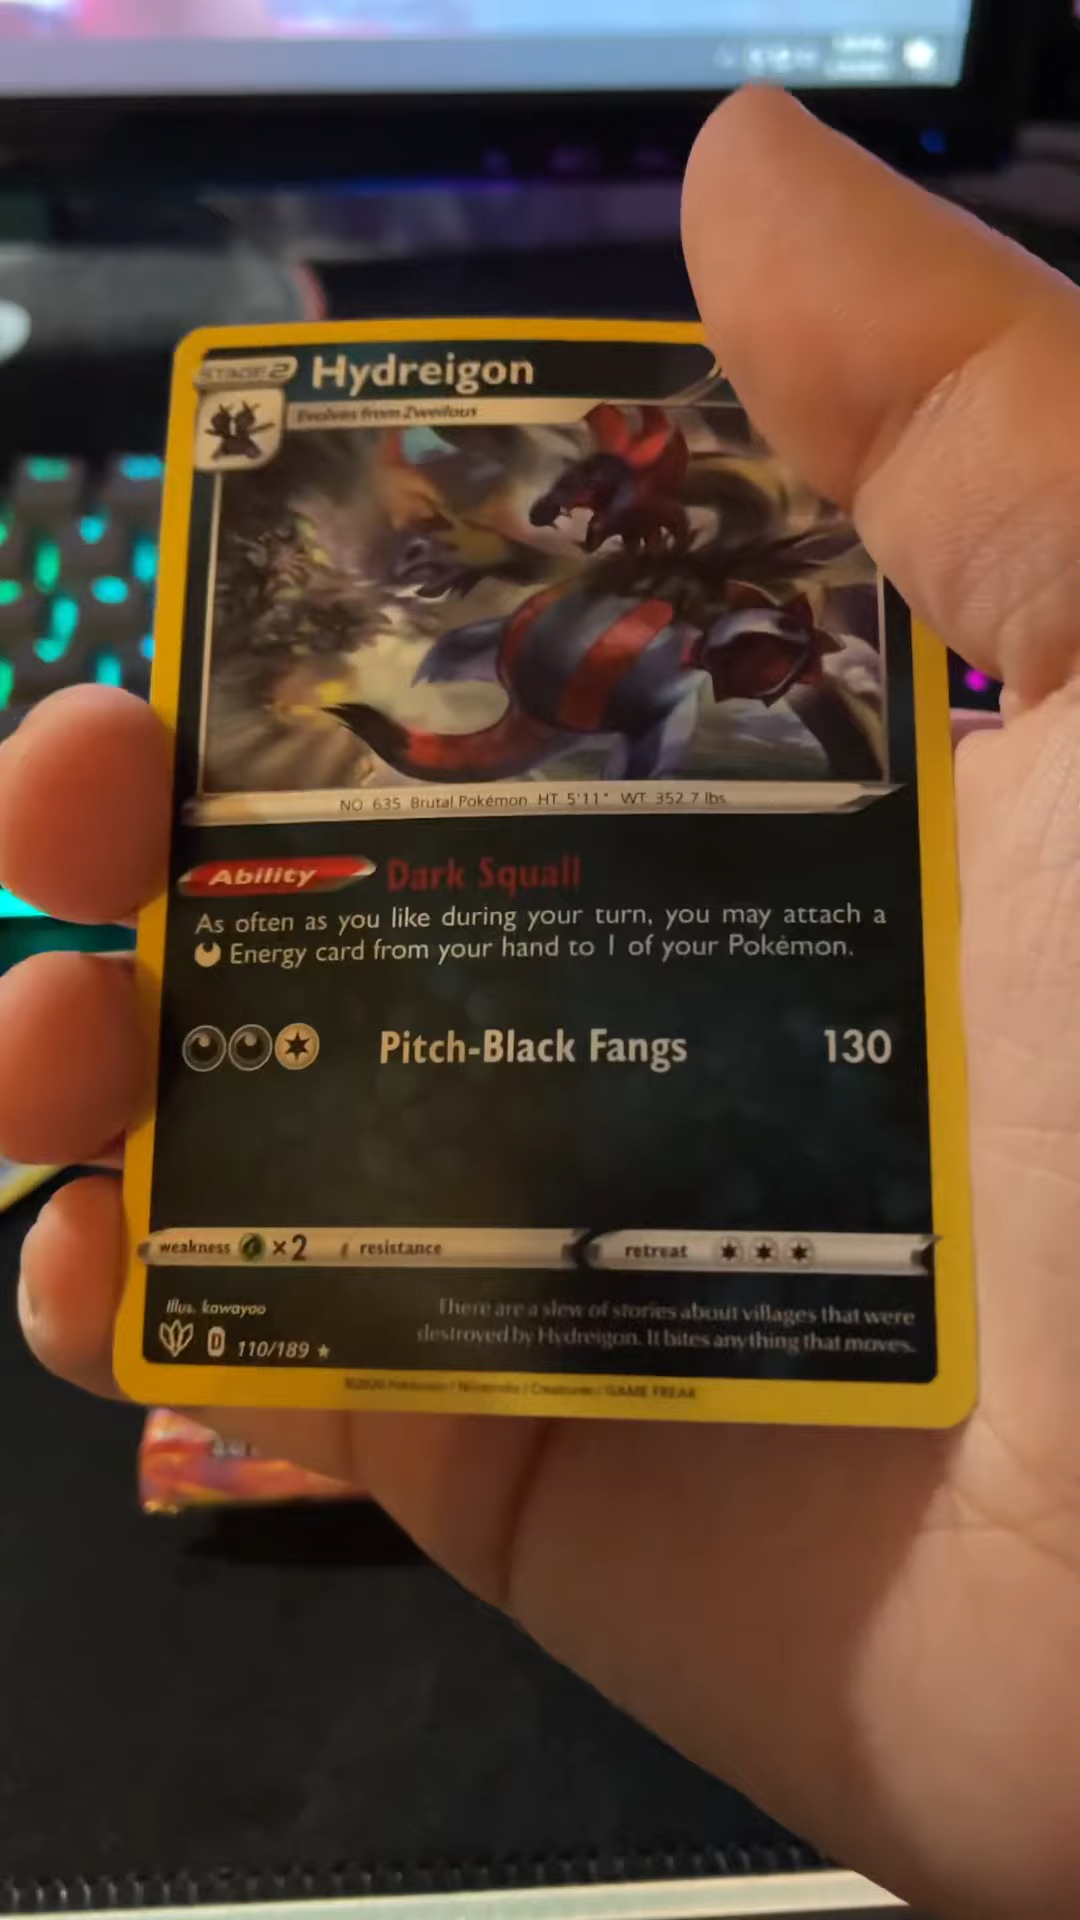 STAGE 2
Hydreigon
Evolves from Zweilous
NO. 635 Brutal Pokémon HT 5'11" WT 352.7 lbs.
Ability Dark Squall
As often as you like during your turn, you may attach a
Energy card from your hand to 1 of your Pokémon.
Pitch-Black Fangs 130
weakness ×2 resistance retreat
Illus. kawayoo
There are a slew of stories about villages that were
destroyed by Hydreigon. It bites anything that moves.
D 110/189 ★
©2020 Pokémon / Nintendo / Creatures / GAME FREAK